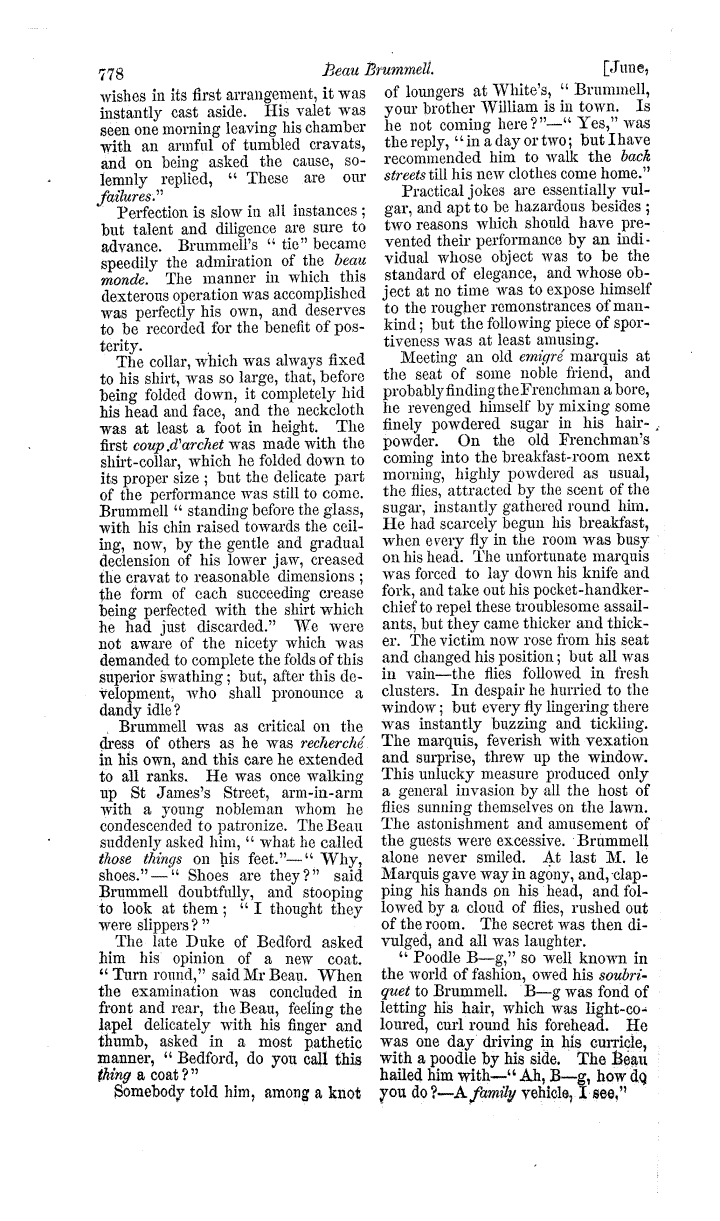 778
Beau Brummell.
[June,
wishes in its first arrangement, it was
instantly cast aside. His valet was
seen one morning leaving his chamber
with an armful of tumbled cravats,
and on being asked the cause, so-
lemnly replied, “ These are our
failures.”
Perfection is slow in all instances ;
but talent and diligence are sure to
advance. Brummell's “ tie” became
speedily the admiration of the beau
monde. The manner in which this
dexterous operation was accomplished
was perfectly his own, and deserves
to be recorded for the benefit of pos-
terity.
The collar, which was always fixed
to his shirt, was so large, that, before
being folded down, it completely hid
his head and face, and the neckcloth
was at least a foot in height. The
first coup d'archet was made with the
shirt-collar, which he folded down to
its proper size ; but the delicate part
of the performance was still to come.
Brummell “ standing before the glass,
with his chin raised towards the ceil-
ing, now, by the gentle and gradual
declension of his lower jaw, creased
the cravat to reasonable dimensions ;
the form of each succeeding crease
being perfected with the shirt which
he had just discarded.” We were
not aware of the nicety which was
demanded to complete the folds of this
superior swathing ; but, after this de-
velopment, who shall pronounce a
dandy idle ?
Brummell was as critical on the
dress of others as he was recherché
in his own, and this care he extended
to all ranks. He was once walking
up St James's Street, arm-in-arm
with a young nobleman whom he
condescended to patronize. The Beau
suddenly asked him, “ what he called
those things on his feet.”—“ Why,
shoes.”—“ Shoes are they ?” said
Brummell doubtfully, and stooping
to look at them ; “ I thought they
were slippers ? ”
The late Duke of Bedford asked
him his opinion of a new coat.
“ Turn round,” said Mr Beau. When
the examination was concluded in
front and rear, the Beau, feeling the
lapel delicately with his finger and
thumb, asked in a most pathetic
manner, “ Bedford, do you call this
thing a coat ?”
Somebody told him, among a knot
of loungers at White's, “ Brummell,
your brother William is in town. Is
he not coming here ?”—“ Yes,” was
the reply, “ in a day or two ; but I have
recommended him to walk the back
streets till his new clothes come home.”
Practical jokes are essentially vul-
gar, and apt to be hazardous besides ;
two reasons which should have pre-
vented their performance by an indi-
vidual whose object was to be the
standard of elegance, and whose ob-
ject at no time was to expose himself
to the rougher remonstrances of man-
kind ; but the following piece of spor-
tiveness was at least amusing.
Meeting an old emigré marquis at
the seat of some noble friend, and
probably finding the Frenchman a bore,
he revenged himself by mixing some
finely powdered sugar in his hair-
powder. On the old Frenchman's
coming into the breakfast-room next
morning, highly powdered as usual,
the flies, attracted by the scent of the
sugar, instantly gathered round him.
He had scarcely begun his breakfast,
when every fly in the room was busy
on his head. The unfortunate marquis
was forced to lay down his knife and
fork, and take out his pocket-handker-
chief to repel these troublesome assail-
ants, but they came thicker and thick-
er. The victim now rose from his seat
and changed his position ; but all was
in vain—the flies followed in fresh
clusters. In despair he hurried to the
window ; but every fly lingering there
was instantly buzzing and tickling.
The marquis, feverish with vexation
and surprise, threw up the window.
This unlucky measure produced only
a general invasion by all the host of
flies sunning themselves on the lawn.
The astonishment and amusement of
the guests were excessive. Brummell
alone never smiled. At last M. le
Marquis gave way in agony, and, clap-
ping his hands on his head, and fol-
lowed by a cloud of flies, rushed out
of the room. The secret was then di-
vulged, and all was laughter.
“ Poodle B—g,” so well known in
the world of fashion, owed his soubri-
quet to Brummell. B—g was fond of
letting his hair, which was light-co-
loured, curl round his forehead. He
was one day driving in his curricle,
with a poodle by his side. The Beau
hailed him with—“ Ah, B—g, how do
you do ?—A family vehicle, I see.”